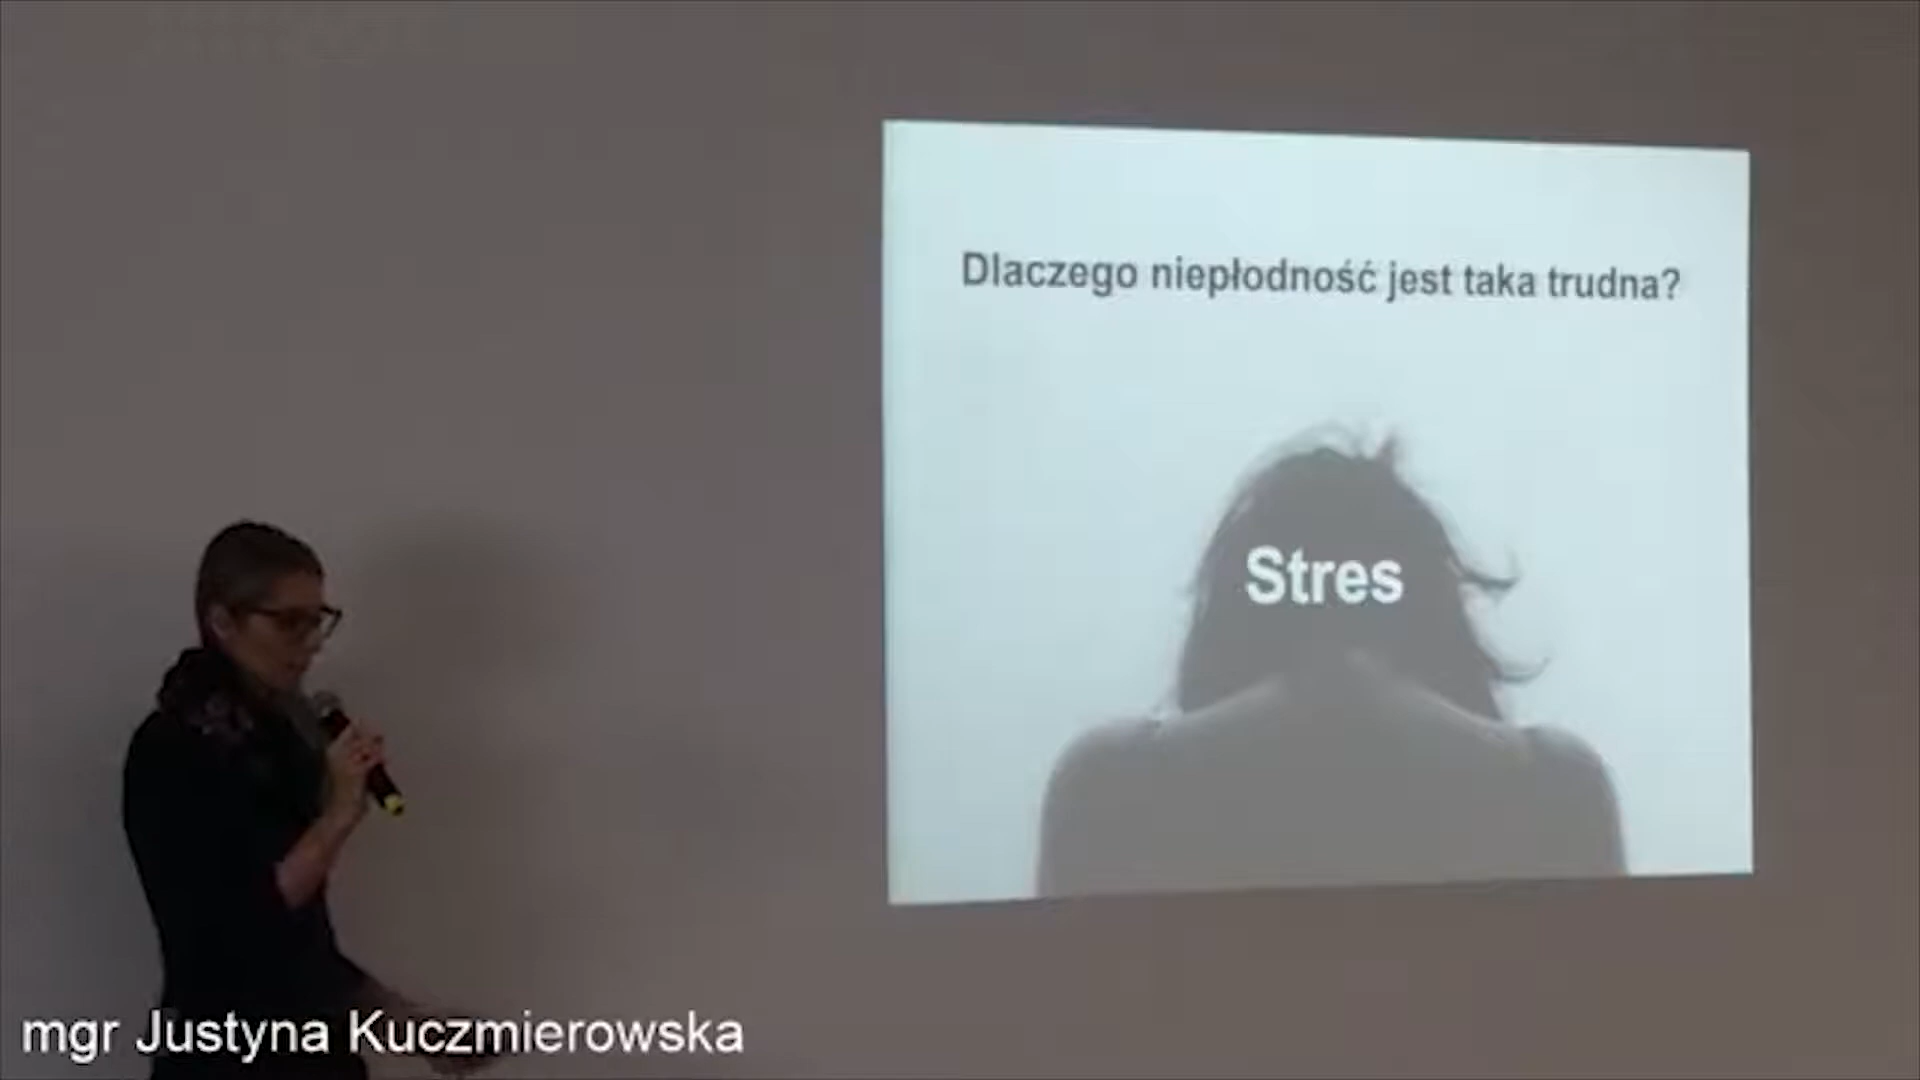 Dlaczego niepłodność jest taka trudna?
Stres
mgr Justyna Kuczmierowska